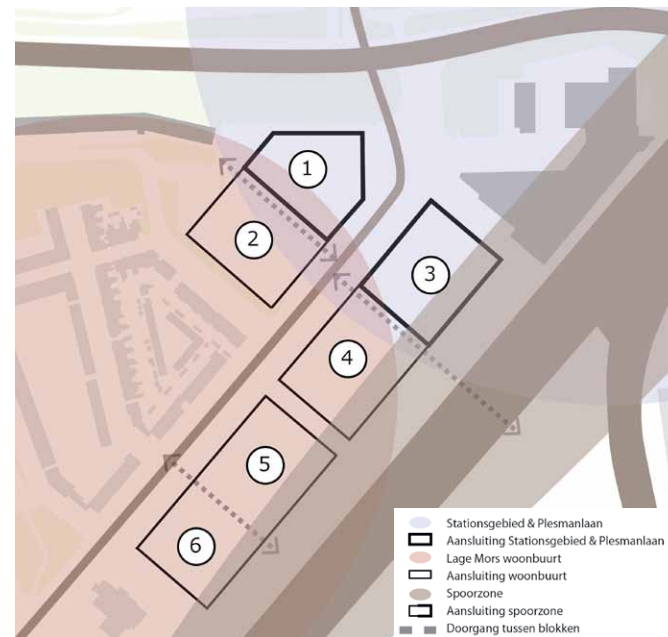 1
2
3
4
5
6
Stationsgebied & Plesmanlaan
Aansluiting Stationsgebied & Plesmanlaan
Lage Mors woonbuurt
Aansluiting woonbuurt
Spoorzone
Aansluiting spoorzone
Doorgang tussen blokken